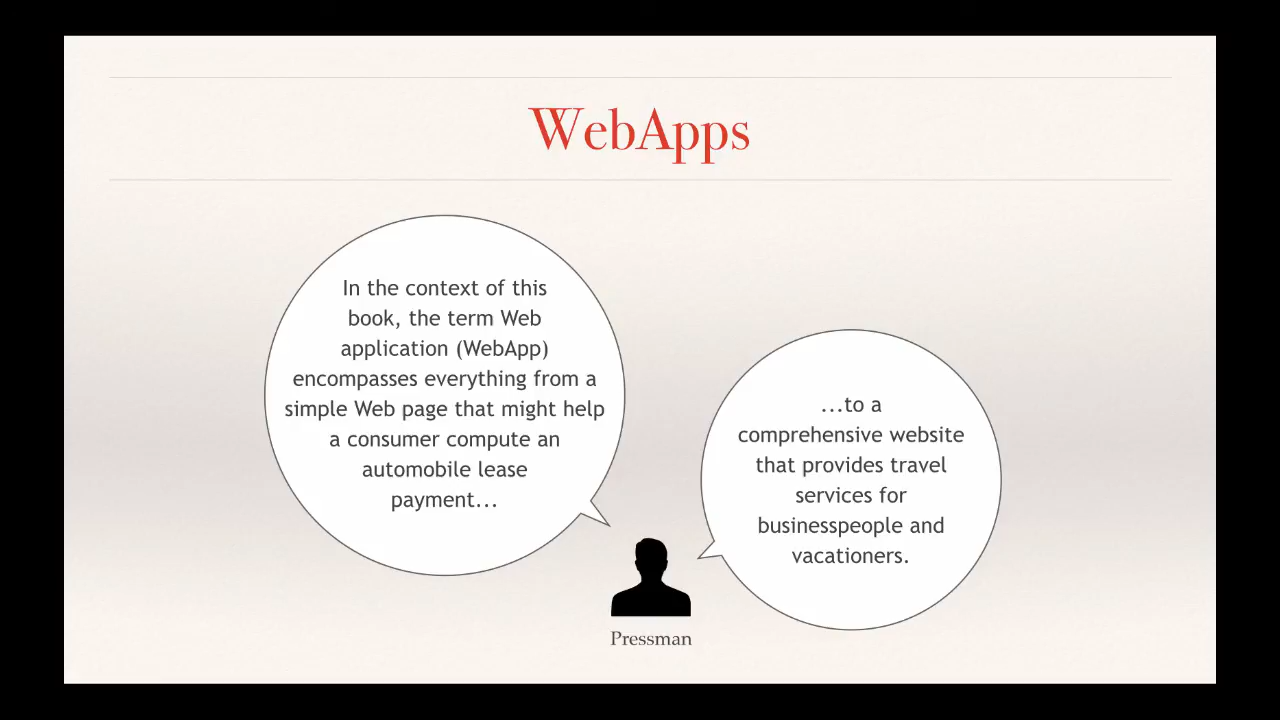 WebApps
In the context of this
book, the term Web
application (WebApp)
encompasses everything from a
simple Web page that might help
a consumer compute an
automobile lease
payment...
...to a
comprehensive website
that provides travel
services for
businesspeople and
vacationers.
Pressman